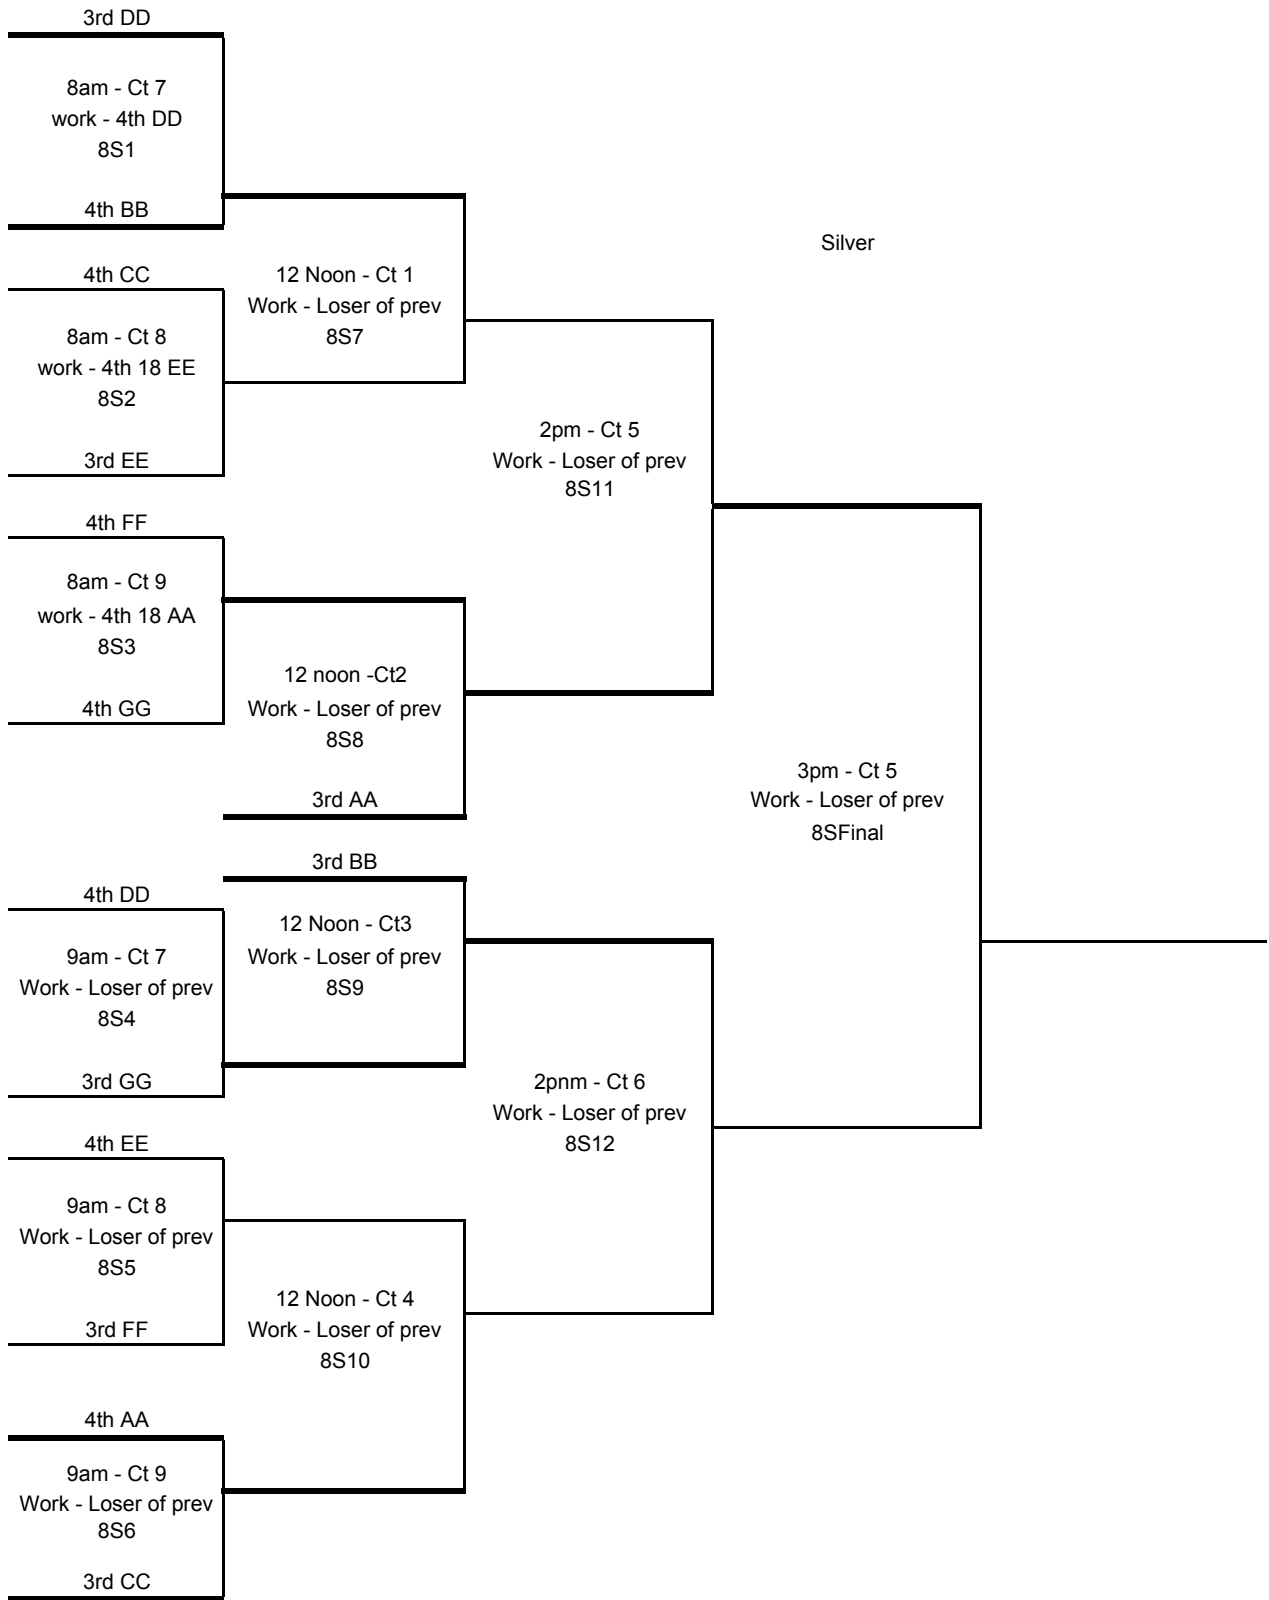 3rd DD
8am - Ct 7
work - 4th DD
8S1
4th BB
4th CC
8am - Ct 8
work - 4th 18 EE
8S2
3rd EE
4th FF
8am - Ct 9
work - 4th 18 AA
8S3
4th GG
4th DD
9am - Ct 7
Work - Loser of prev
8S4
3rd GG
4th EE
9am - Ct 8
Work - Loser of prev
8S5
3rd FF
4th AA
9am - Ct 9
Work - Loser of prev
8S6
3rd CC
12 Noon - Ct 1
Work - Loser of prev
8S7
12 noon -Ct2
Work - Loser of prev
8S8
3rd AA
3rd BB
12 Noon - Ct3
Work - Loser of prev
8S9
12 Noon - Ct 4
Work - Loser of prev
8S10
2pm - Ct 5
Work - Loser of prev
8S11
2pnm - Ct 6
Work - Loser of prev
8S12
Silver
3pm - Ct 5
Work - Loser of prev
8SFinal